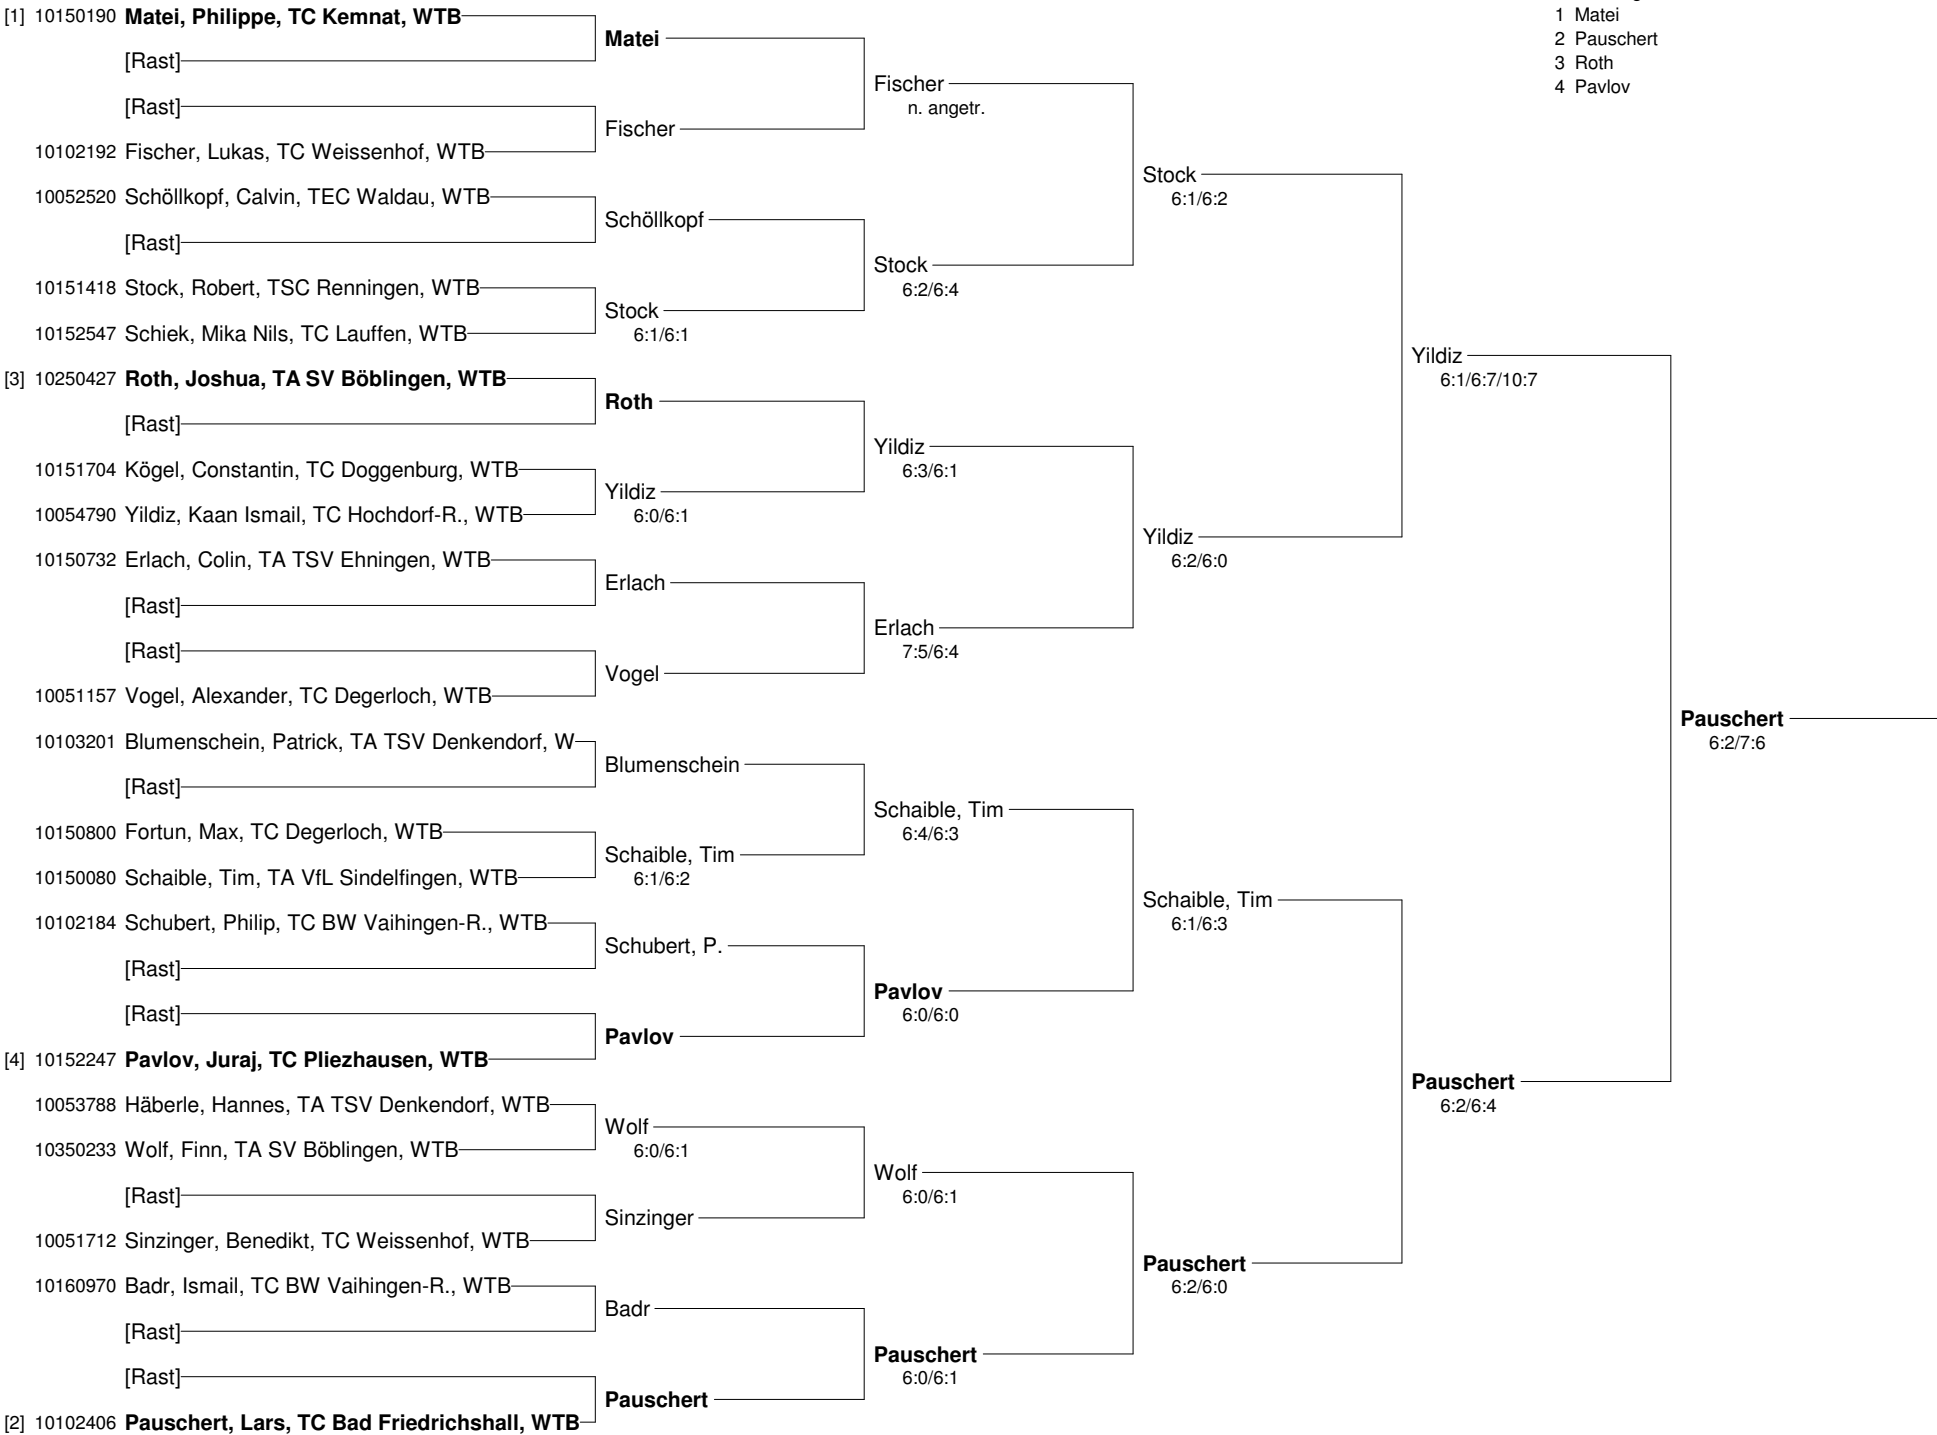 [1] 10150190 Matei, Philippe, TC Kemnat, WTB
[Rast]
[Rast]
10102192 Fischer, Lukas, TC Weissenhof, WTB
10052520 Schöllkopf, Calvin, TEC Waldau, WTB
[Rast]
10151418 Stock, Robert, TSC Renningen, WTB
10152547 Schiek, Mika Nils, TC Lauffen, WTB
[3] 10250427 Roth, Joshua, TA SV Böblingen, WTB
[Rast]
10151704 Kögel, Constantin, TC Doggenburg, WTB
10054790 Yildiz, Kaan Ismail, TC Hochdorf-R., WTB
10150732 Erlach, Colin, TA TSV Ehningen, WTB
[Rast]
[Rast]
10051157 Vogel, Alexander, TC Degerloch, WTB
10103201 Blumenschein, Patrick, TA TSV Denkendorf, W
[Rast]
10150800 Fortun, Max, TC Degerloch, WTB
10150080 Schaible, Tim, TA VfL Sindelfingen, WTB
10102184 Schubert, Philip, TC BW Vaihingen-R., WTB
[Rast]
[Rast]
[4] 10152247 Pavlov, Juraj, TC Pliezhausen, WTB
10053788 Häberle, Hannes, TA TSV Denkendorf, WTB
10350233 Wolf, Finn, TA SV Böblingen, WTB
[Rast]
10051712 Sinzinger, Benedikt, TC Weissenhof, WTB
10160970 Badr, Ismail, TC BW Vaihingen-R., WTB
[Rast]
[Rast]
[2] 10102406 Pauschert, Lars, TC Bad Friedrichshall, WTB
Matei
Fischer
Schöllkopf
Stock
6:1/6:1
Roth
Yildiz
6:0/6:1
Erlach
Vogel
Blumenschein
Schaible, Tim
6:1/6:2
Schubert, P.
Pavlov
Wolf
6:0/6:1
Sinzinger
Badr
Pauschert
Fischer
n. angetr.
Stock
6:2/6:4
Yildiz
6:3/6:1
Erlach
7:5/6:4
Schaible, Tim
6:4/6:3
Pavlov
6:0/6:0
Wolf
6:0/6:1
Pauschert
6:0/6:1
Stock
6:1/6:2
Yildiz
6:2/6:0
Schaible, Tim
6:1/6:3
Pauschert
6:2/6:0
Yildiz
6:1/6:7/10:7
Pauschert
6:2/6:4
Pauschert
6:2/7:6
1 Matei
2 Pauschert
3 Roth
4 Pavlov